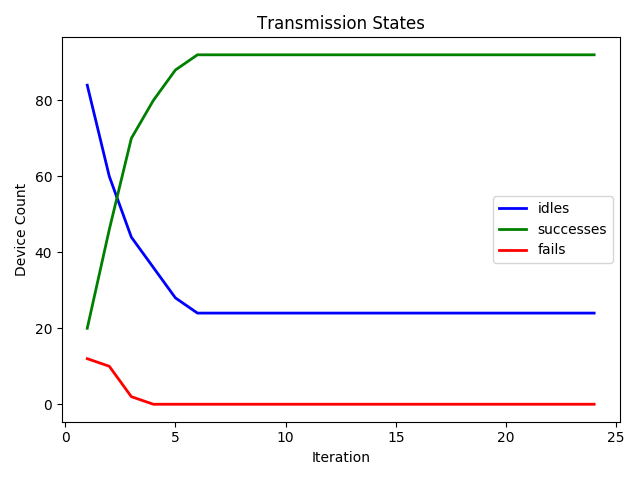 Transmission States
Device Count
80
60
40
20
0
idles
successes
fails
0 5 10 15 20 25
Iteration